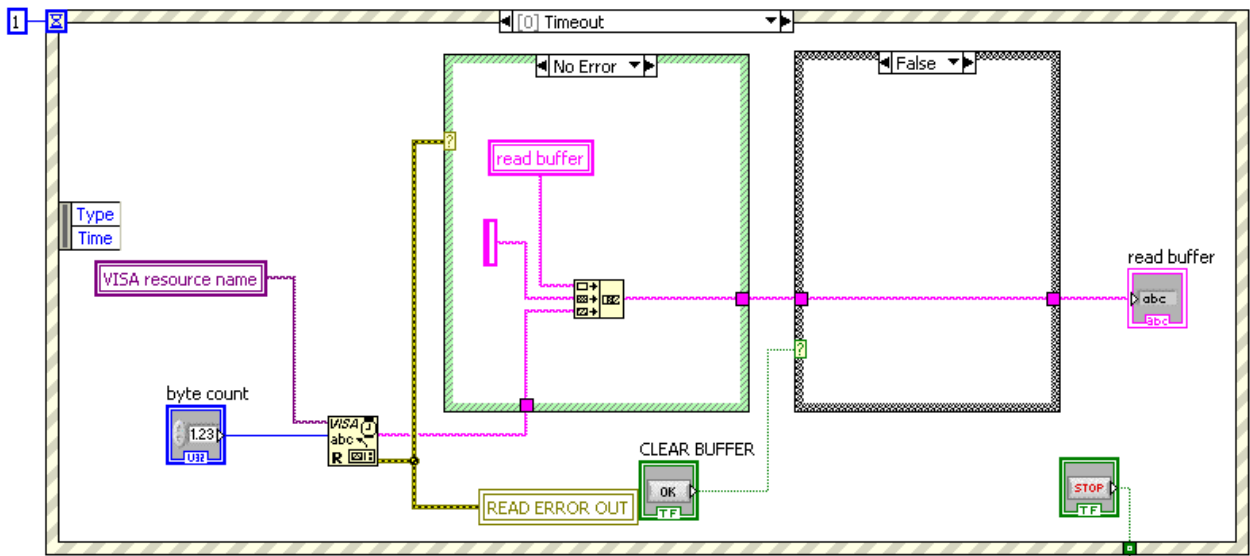 1
[0] Timeout
No Error
False
read buffer
Type
Time
VISA resource name
read buffer
abc
abc
byte count
1.23
U32
VISA
abc
R
CLEAR BUFFER
OK
TF
READ ERROR OUT
STOP
TF